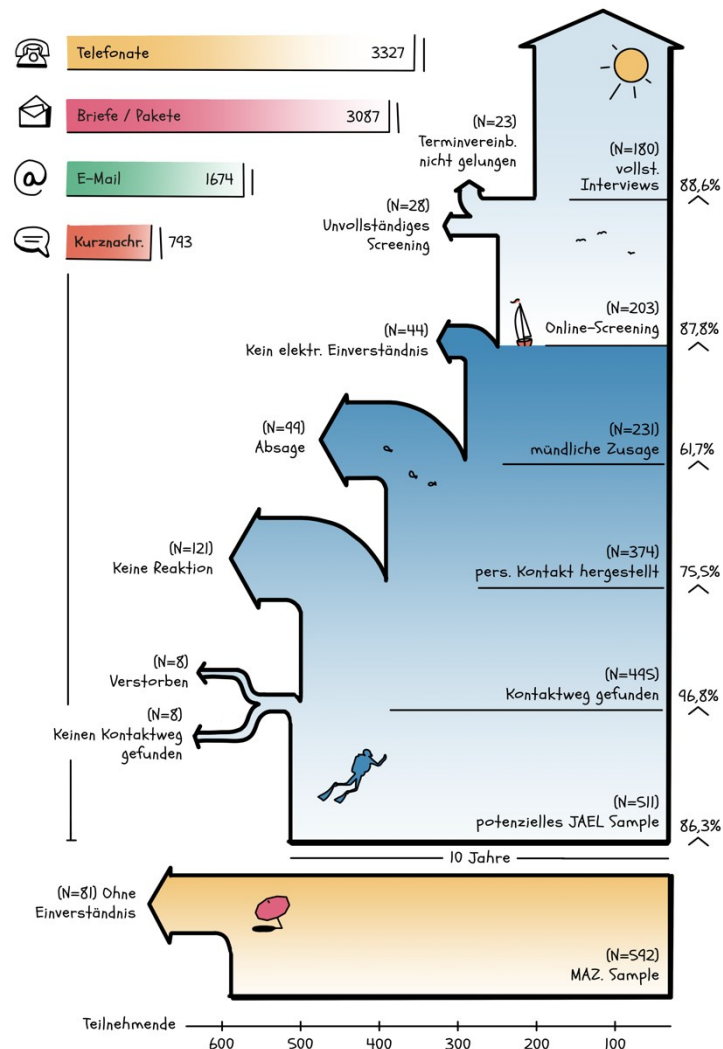 Telefonate 3327
Briefe / Pakete 3087
@
E-Mail 1674
Kurznachr. 793
(N=23)
Terminvereinb.
nicht gelungen
(N=180)
vollst.
Interviews
88,6%
(N=28)
Unvollständiges
Screening
(N=203)
Online-Screening
87,8%
(N=44)
Kein elektr. Einverständnis
(N=231)
mündliche Zusage
61,7%
(N=99)
Absage
(N=374)
pers. Kontakt hergestellt
75,5%
(N=121)
Keine Reaktion
(N=495)
Kontaktweg gefunden
96,8%
(N=8)
Verstorben
(N=8)
Keinen Kontaktweg
gefunden
(N=511)
potenzielles JAEL Sample
86,3%
10 Jahre
(N=81) Ohne
Einverständnis
(N=592)
MAZ. Sample
Teilnehmende
600 500 400 300 200 100